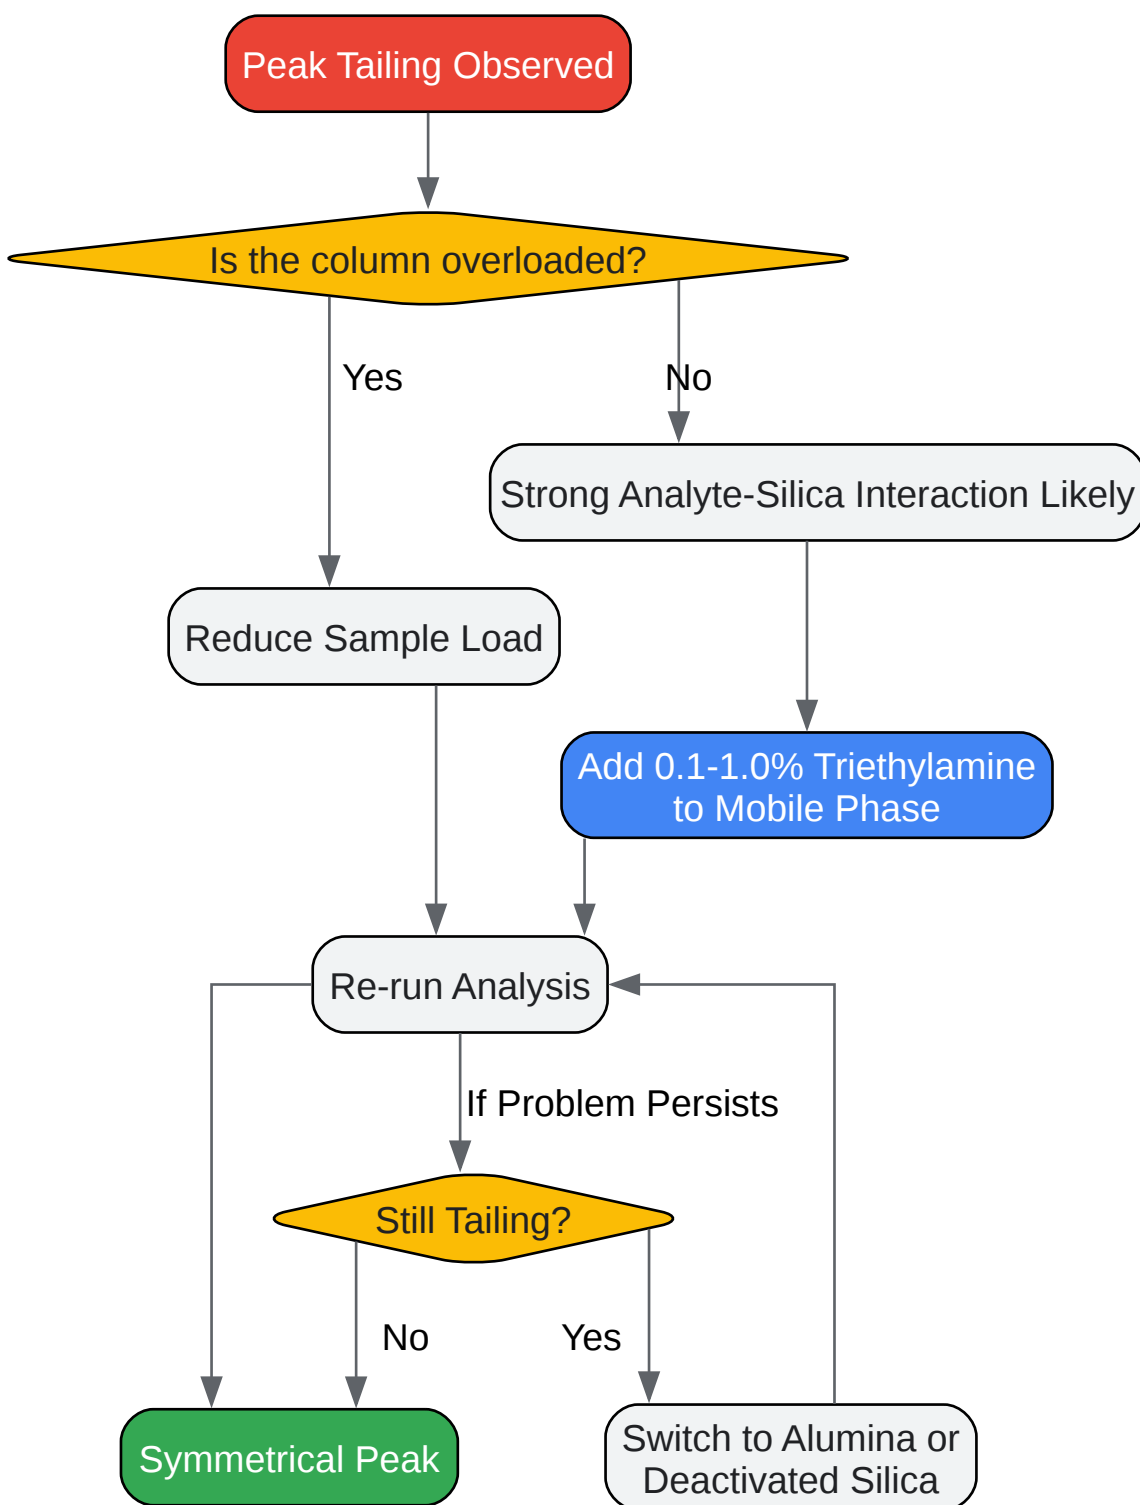 Peak Tailing Observed
Is the column overloaded?
Yes
No
Strong Analyte-Silica Interaction Likely
Reduce Sample Load
Add 0.1-1.0% Triethylamine
to Mobile Phase
Re-run Analysis
If Problem Persists
Still Tailing?
No
Yes
Symmetrical Peak
Switch to Alumina or
Deactivated Silica